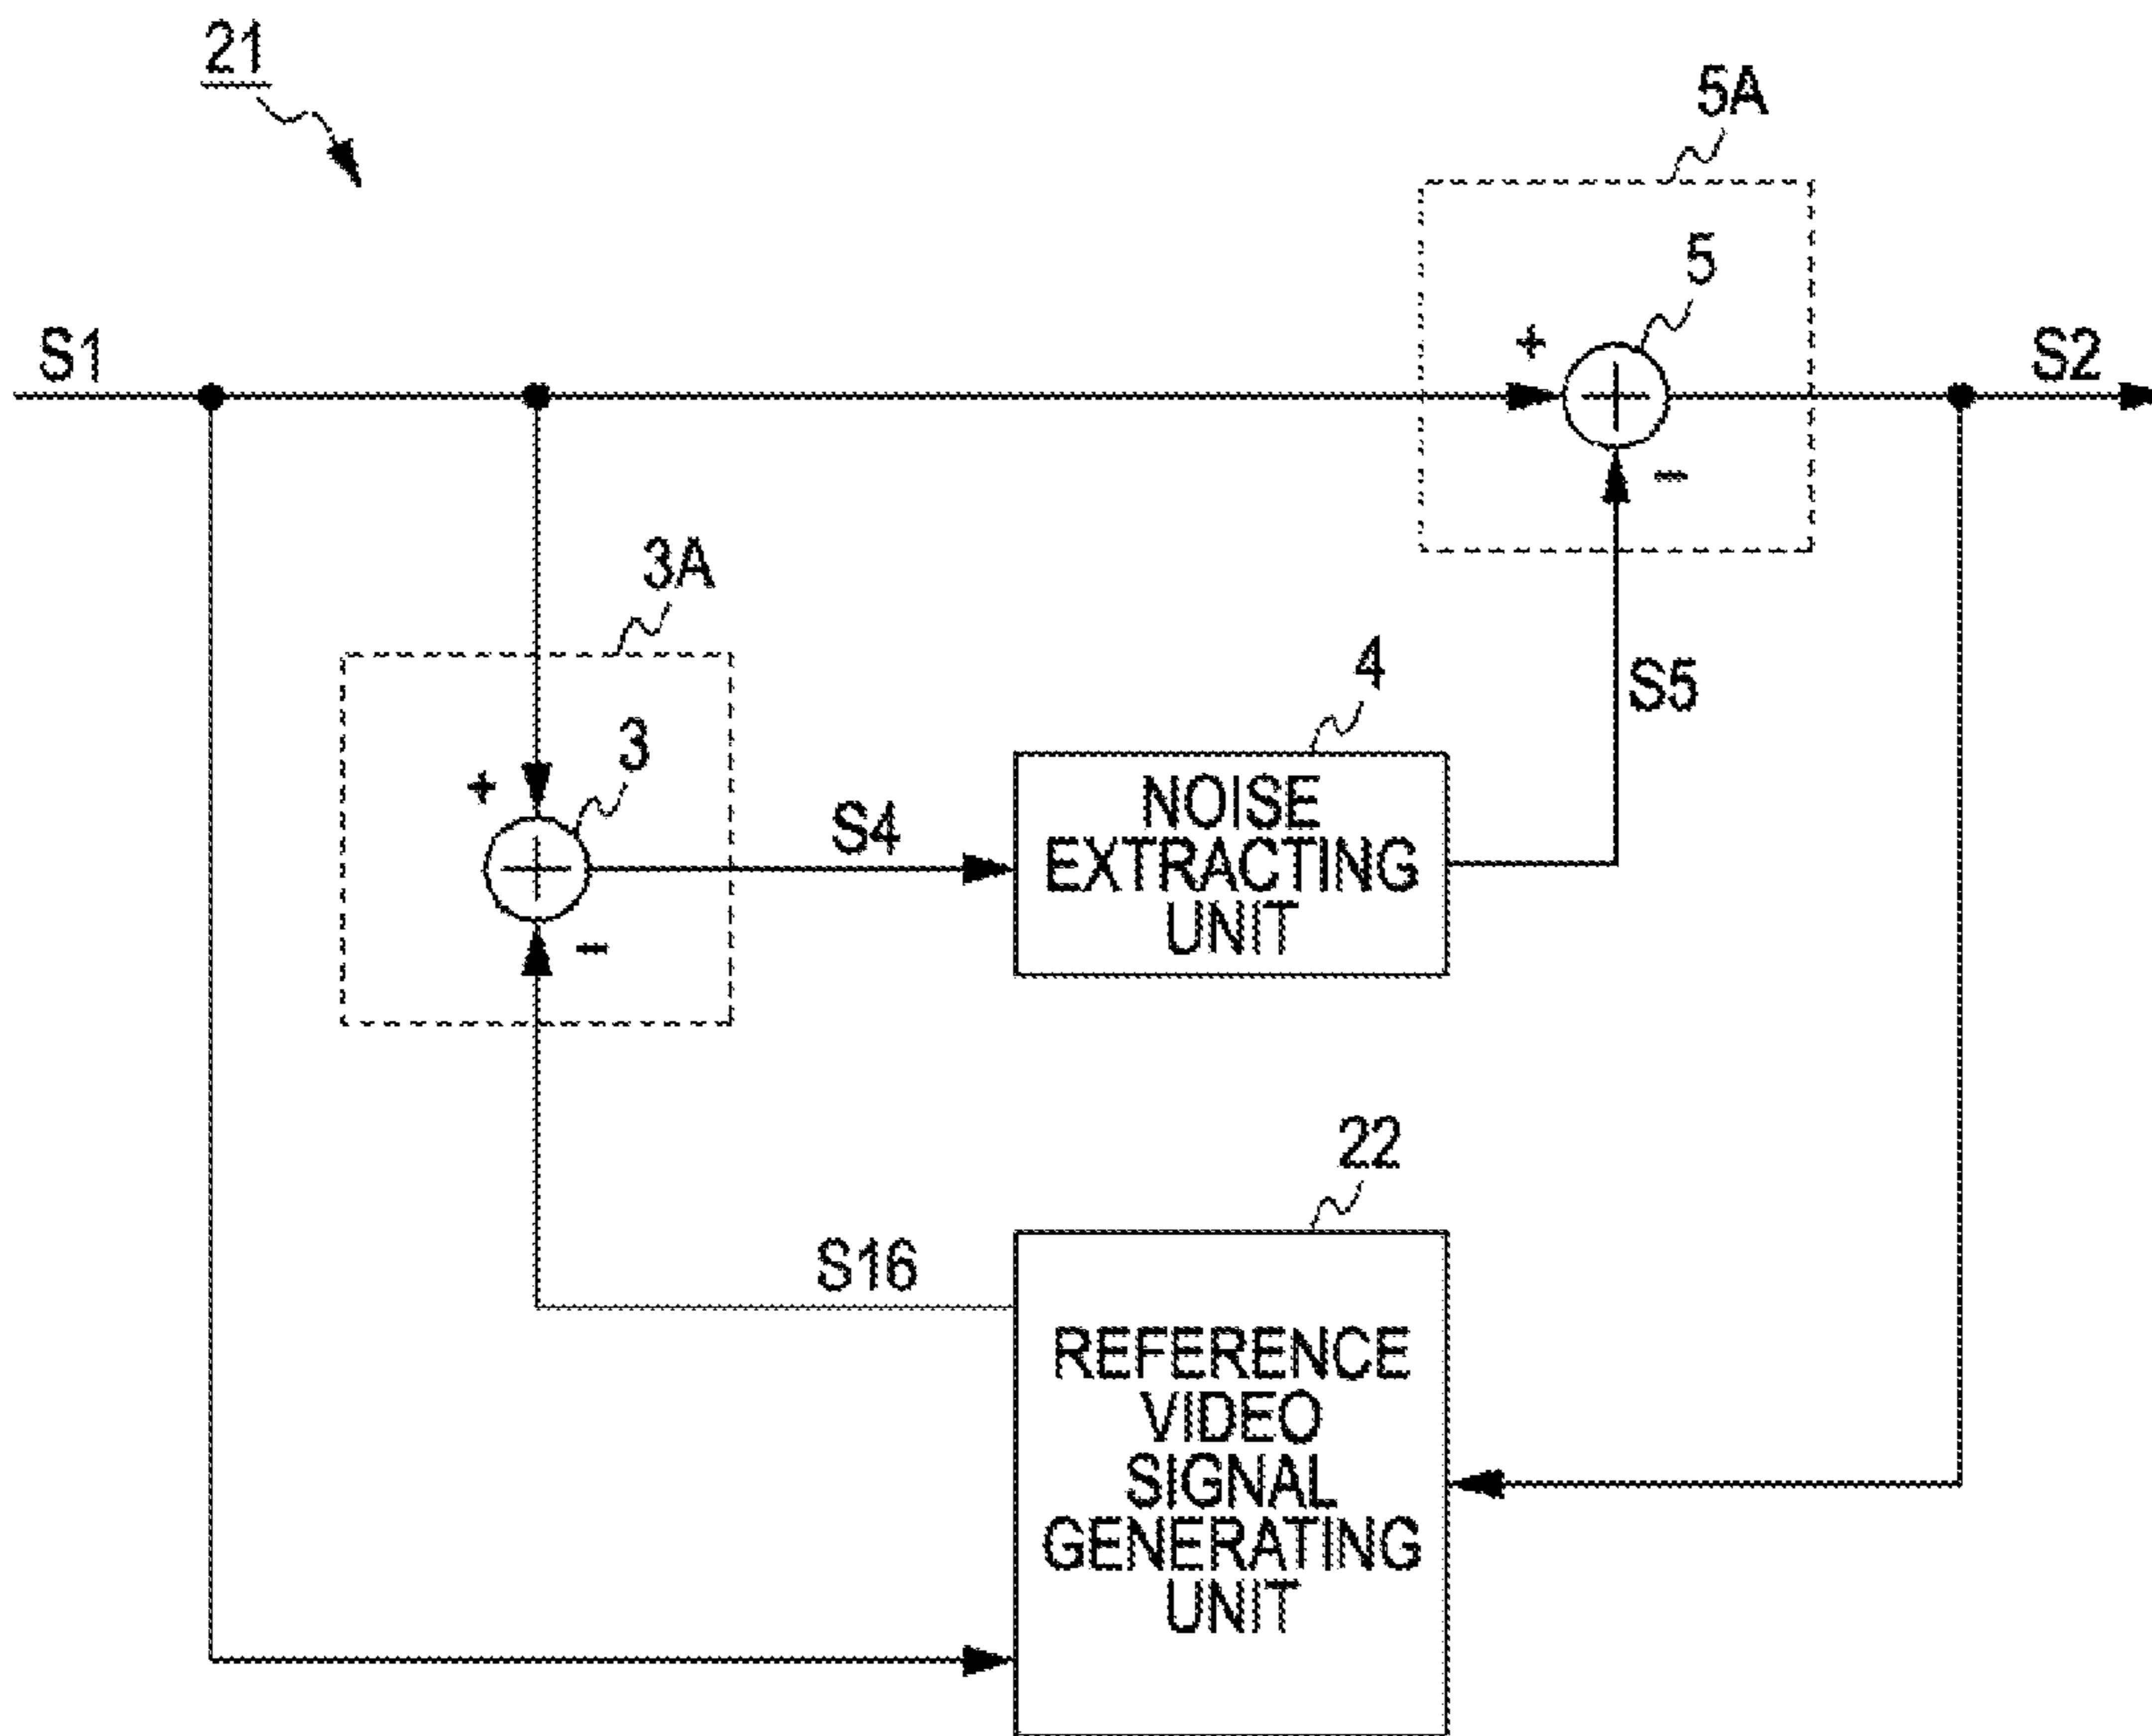 21
5A
5
S1
+
S2
-
3A
4
S5
3
+
S4
NOISE
EXTRACTING
UNIT
-
22
S16
REFERENCE
VIDEO
SIGNAL
GENERATING
UNIT